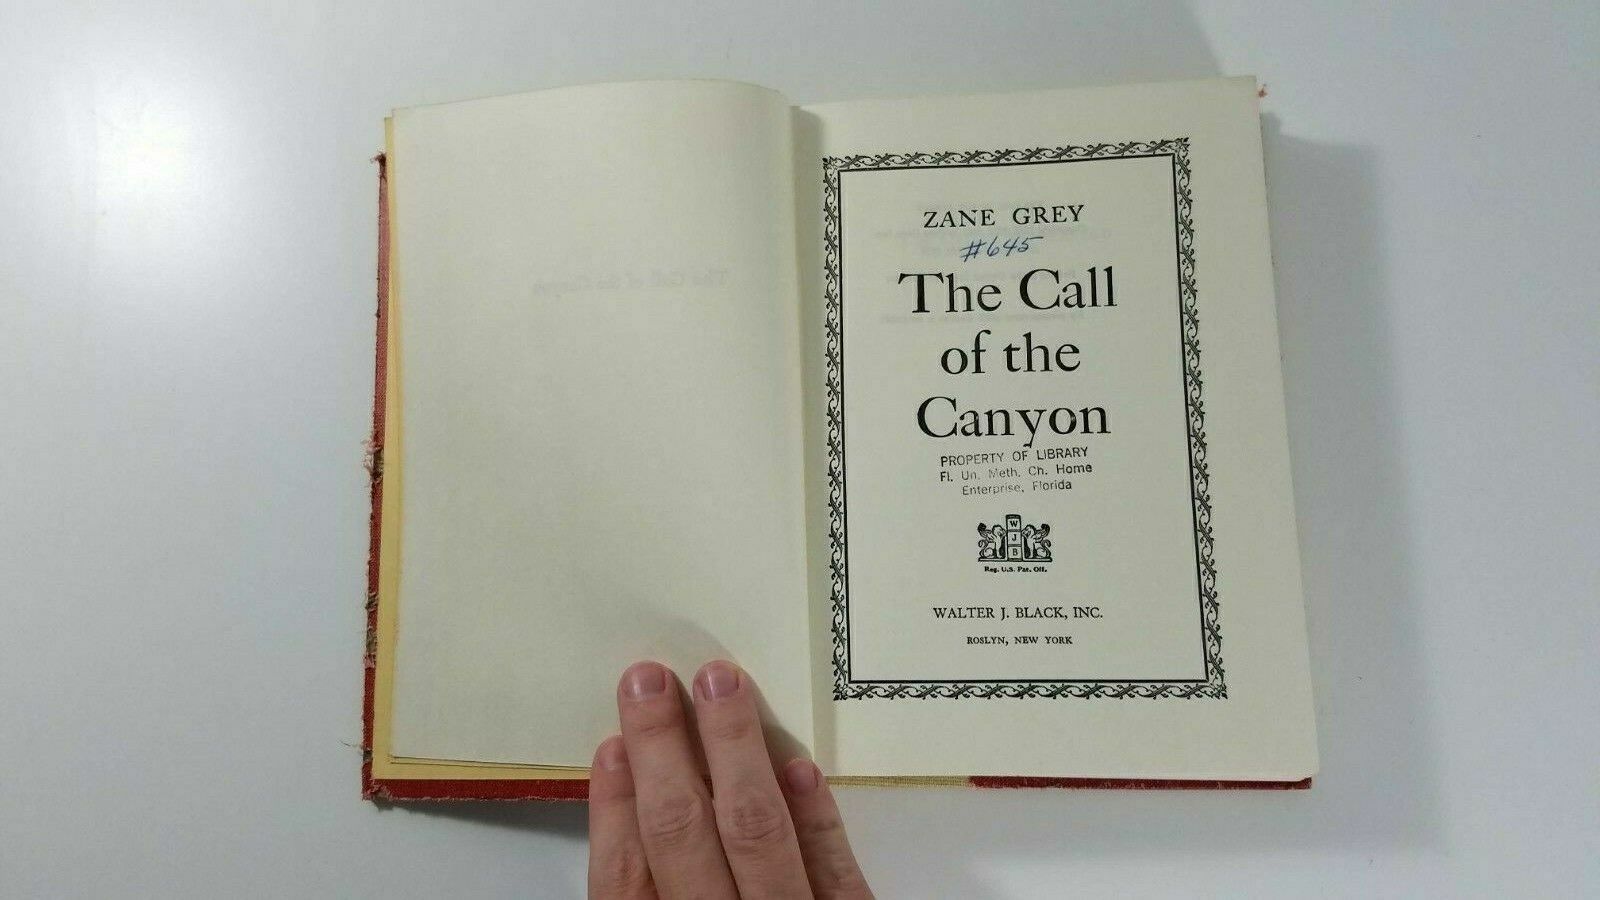 ZANE GREY
#645
The Call
of the
Canyon
PROPERTY OF LIBRARY
Fl. Un. Meth. Ch. Home
Enterprise, Florida
W
J
B
Reg. U.S. Pat. Off.
WALTER J. BLACK, INC.
ROSLYN, NEW YORK